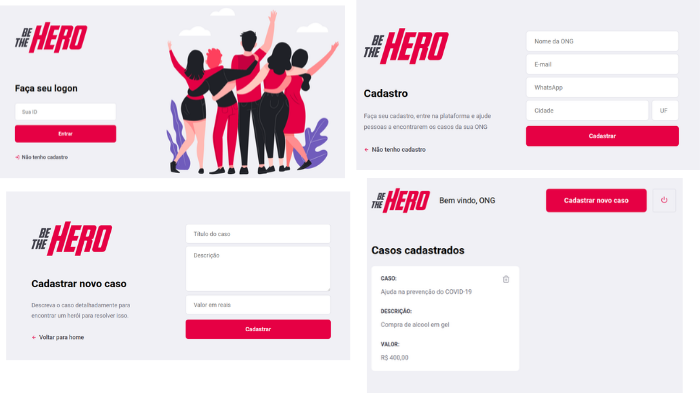 BE
THE HERO
Faça seu logon
Sua ID
Entrar
Não tenho cadastro
BE
THE HERO
Cadastro
Faça seu cadastro, entre na plataforma e ajude
pessoas a encontrarem os casos da sua ONG
Não tenho cadastro
Nome da ONG
E-mail
WhatsApp
Cidade UF
Cadastrar
BE
THE HERO
Cadastrar novo caso
Descreva o caso detalhadamente para
encontrar um herói para resolver isso.
Voltar para home
Título do caso
Descrição
Valor em reais
Cadastrar
BE
THE HERO
Bem vindo, ONG
Cadastrar novo caso
Casos cadastrados
CASO:
Ajuda na prevenção do COVID-19
DESCRIÇÃO:
Compra de alcool em gel
VALOR:
R$ 400,00